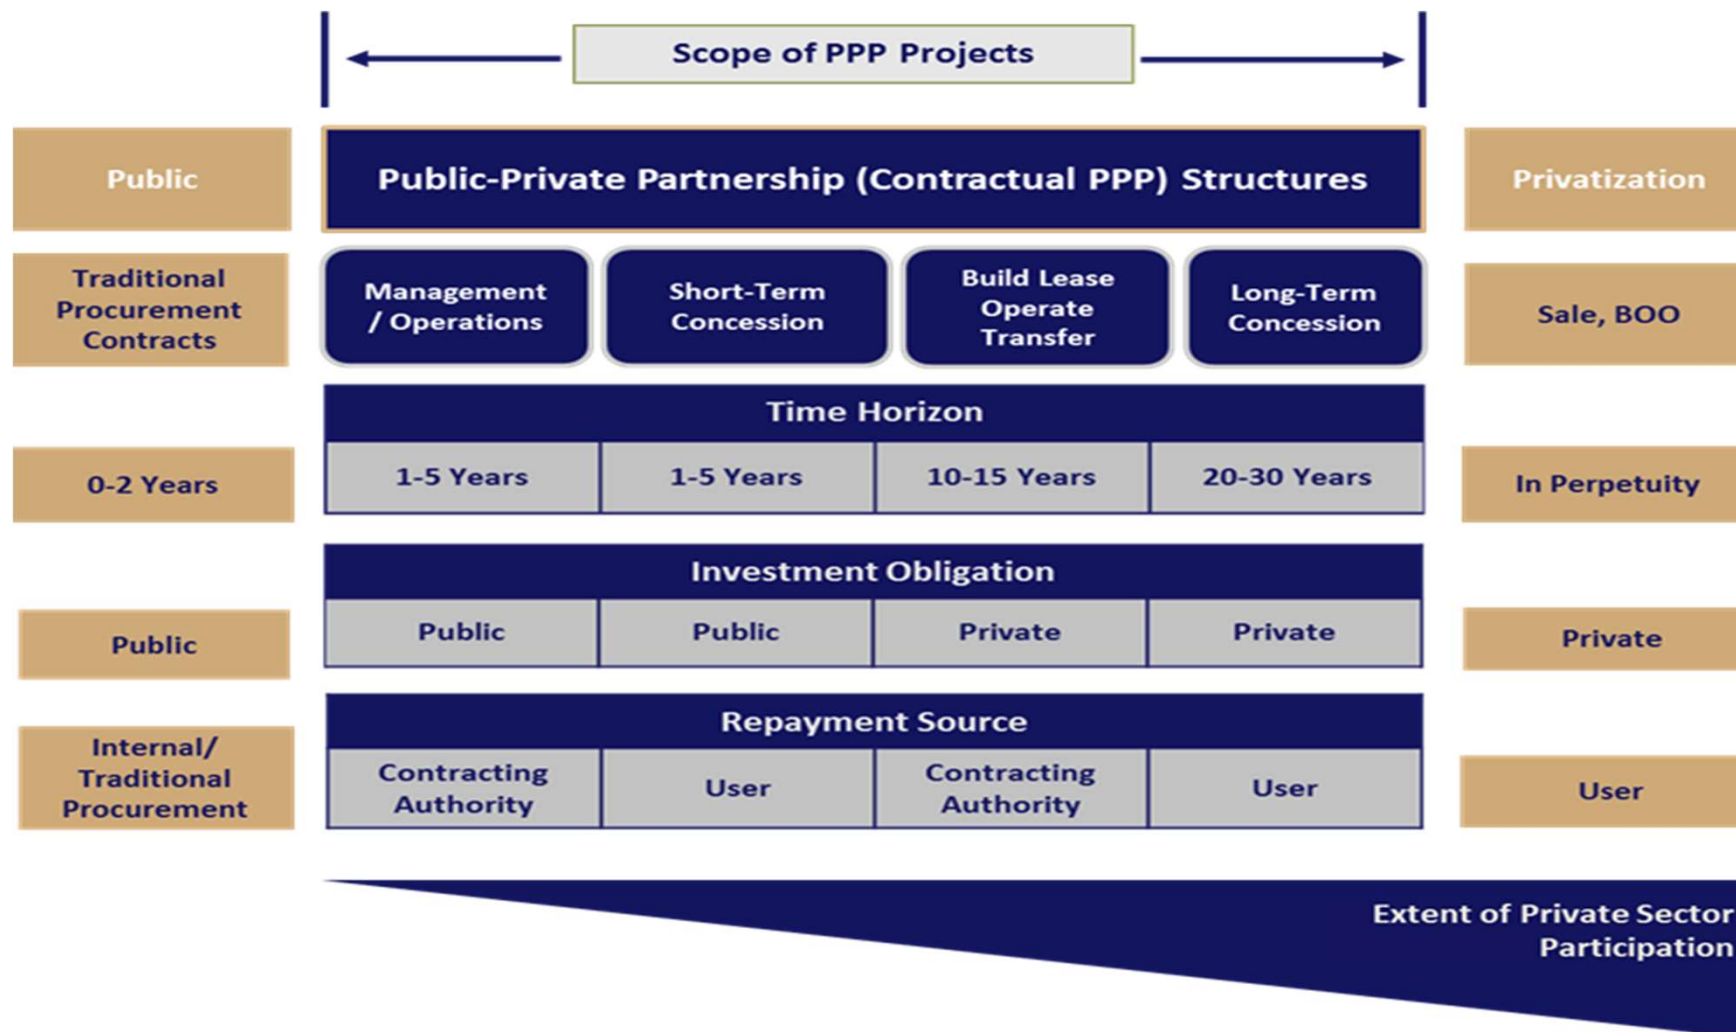 Scope of PPP Projects
Public
Public-Private Partnership (Contractual PPP) Structures
Privatization
Traditional
Procurement
Contracts
Management
/ Operations
Short-Term
Concession
Build Lease
Operate
Transfer
Long-Term
Concession
Sale, BOO
Time Horizon
0-2 Years
1-5 Years
1-5 Years
10-15 Years
20-30 Years
In Perpetuity
Investment Obligation
Public
Public
Public
Private
Private
Private
Repayment Source
Internal/
Traditional
Procurement
Contracting
Authority
User
Contracting
Authority
User
User
Extent of Private Sector
Participation